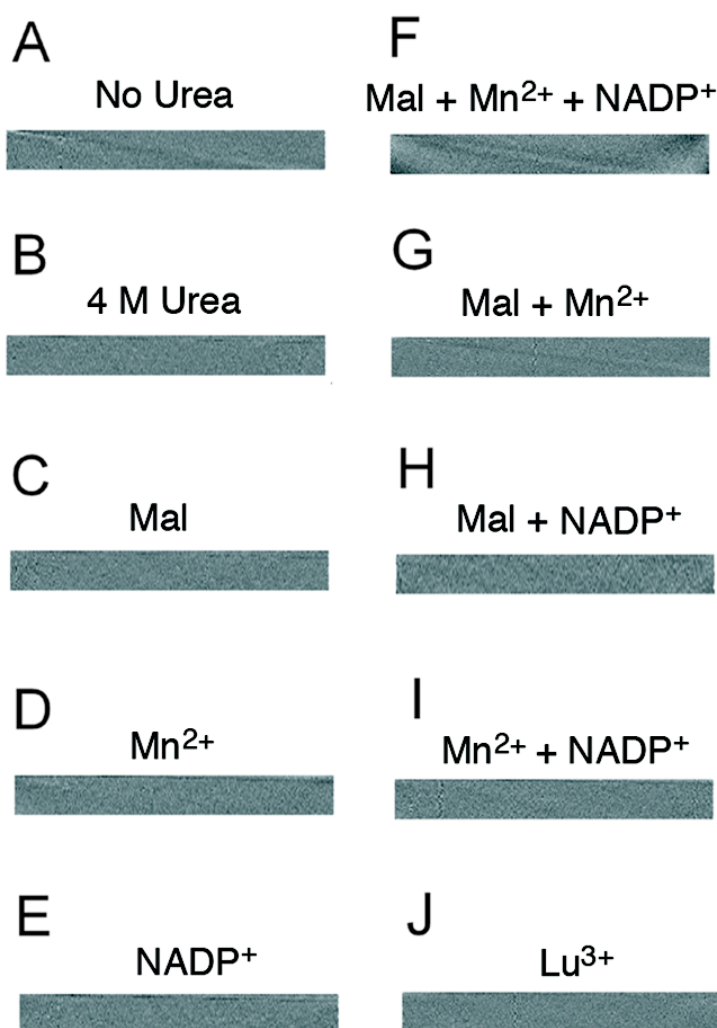 A
No Urea
B
4 M Urea
C
Mal
D
Mn²⁺
E
NADP⁺
F
Mal + Mn²⁺ + NADP⁺
G
Mal + Mn²⁺
H
Mal + NADP⁺
I
Mn²⁺ + NADP⁺
J
Lu³⁺